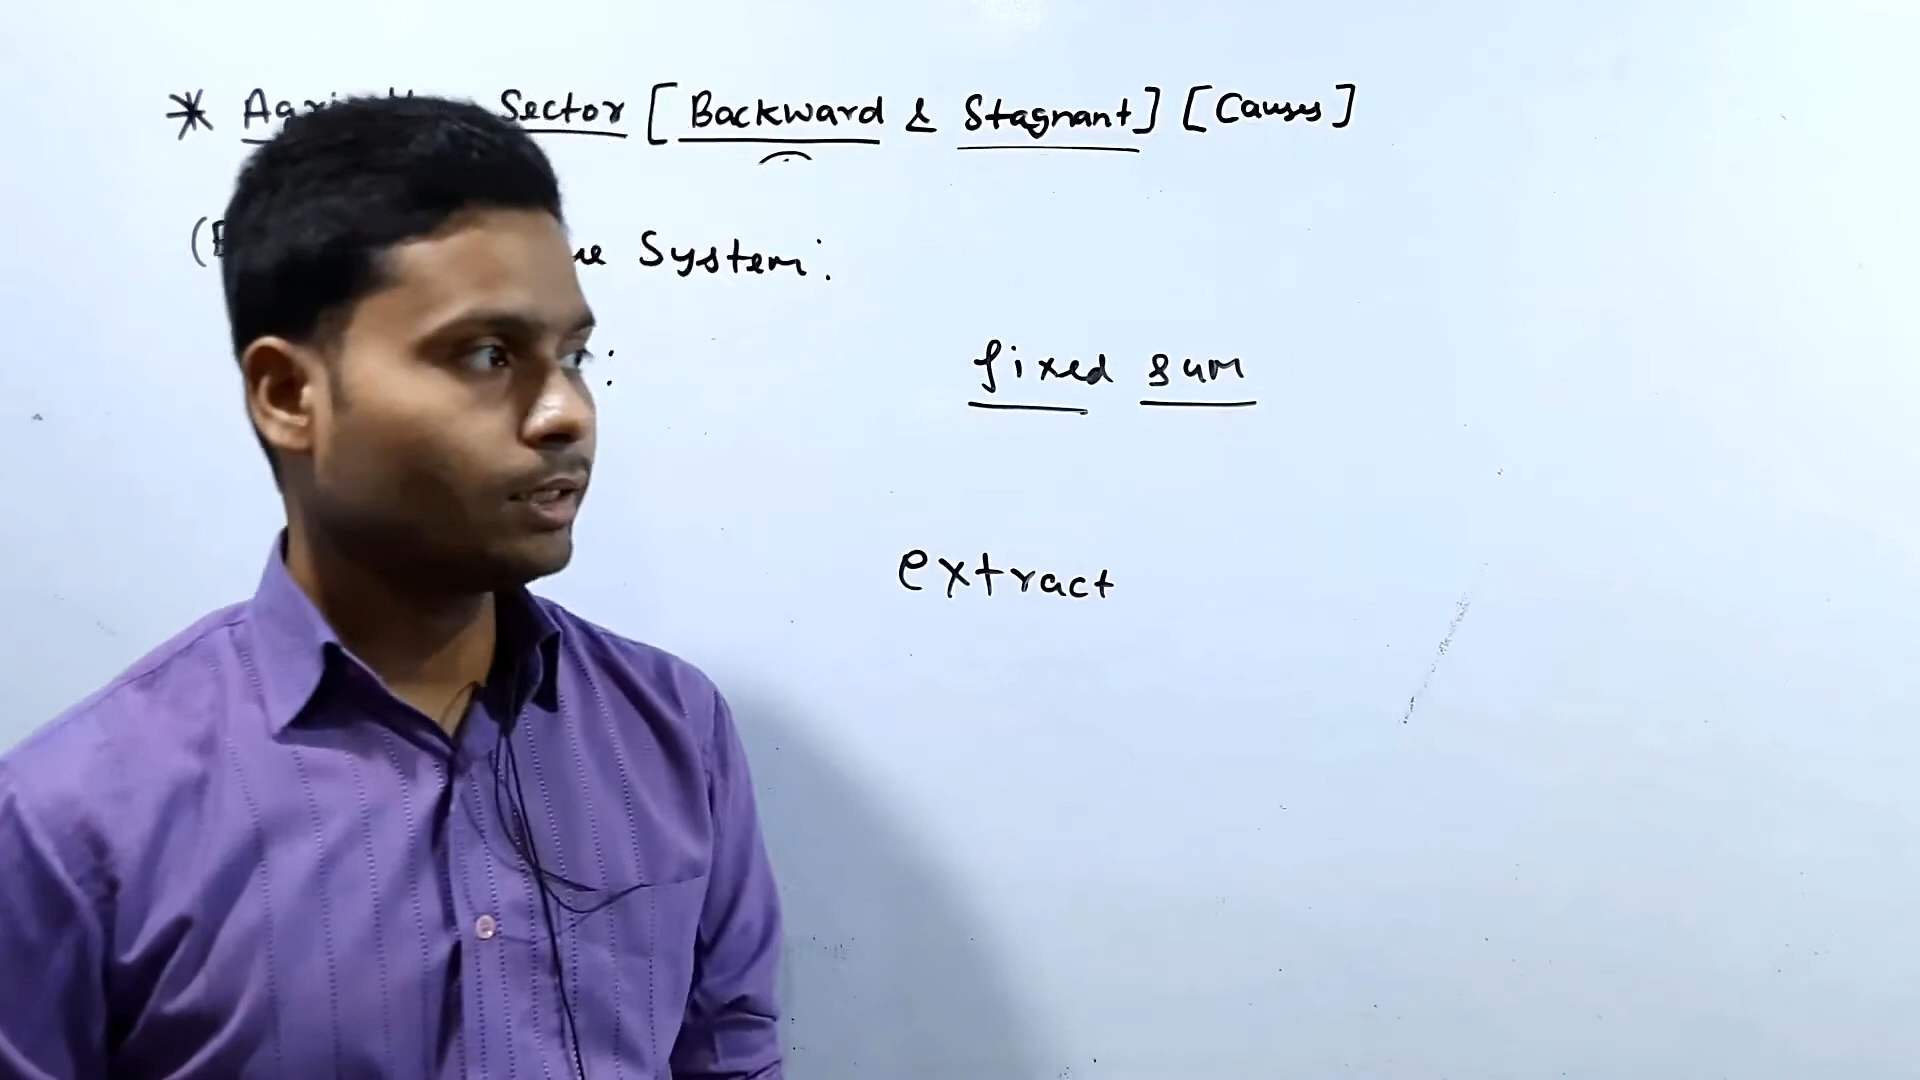 * Sector [Backward & Stagnant] [Causes]
System:
:
fixed sum
extract